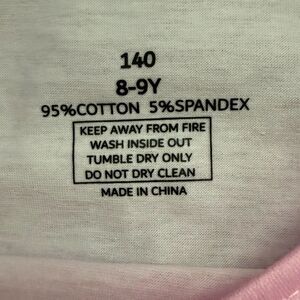 140
8-9Y
95%COTTON 5%SPANDEX
KEEP AWAY FROM FIRE
WASH INSIDE OUT
TUMBLE DRY ONLY
DO NOT DRY CLEAN
MADE IN CHINA